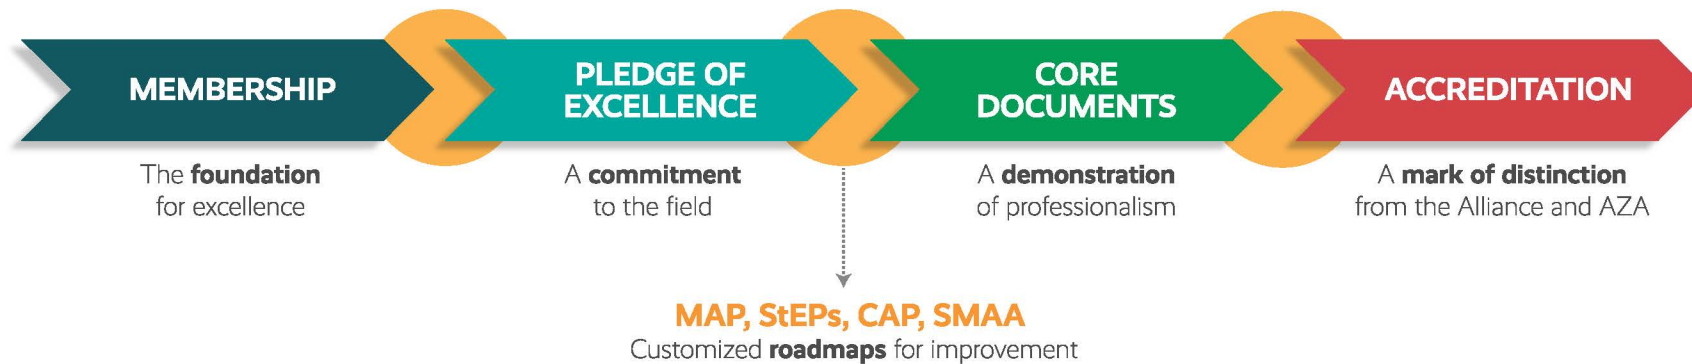 MEMBERSHIP
The foundation
for excellence
PLEDGE OF
EXCELLENCE
A commitment
to the field
CORE
DOCUMENTS
A demonstration
of professionalism
ACCREDITATION
A mark of distinction
from the Alliance and AZA
MAP, StEPs, CAP, SMAA
Customized roadmaps for improvement